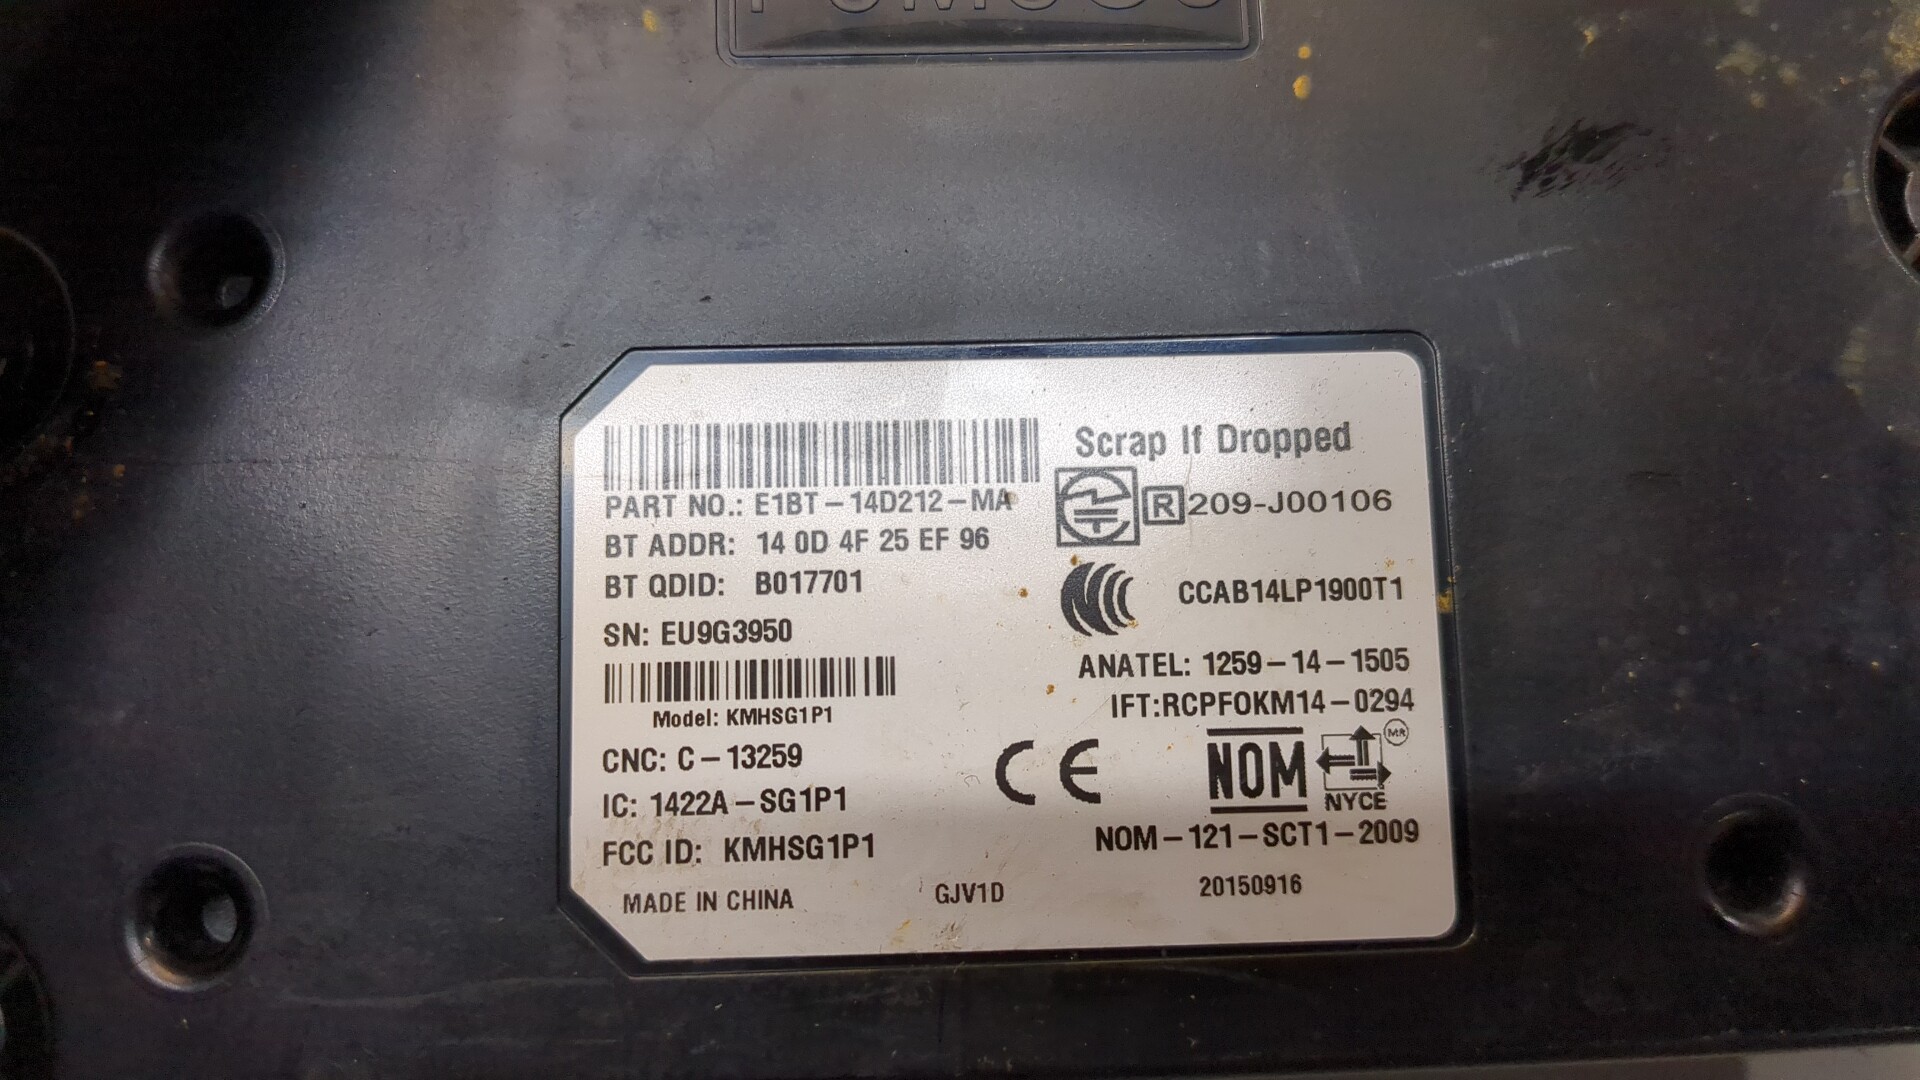 Scrap If Dropped
PART NO.: E1BT-14D212-MA
R 209-J00106
BT ADDR: 14 0D 4F 25 EF 96
BT QDID: B017701
CCAB14LP1900T1
SN: EU9G3950
ANATEL: 1259-14-1505
IFT:RCPFOKM14-0294
Model: KMHSG1P1
CNC: C-13259
CE
NOM
MR
NYCE
IC: 1422A-SG1P1
NOM-121-SCT1-2009
FCC ID: KMHSG1P1
MADE IN CHINA GJV1D 20150916